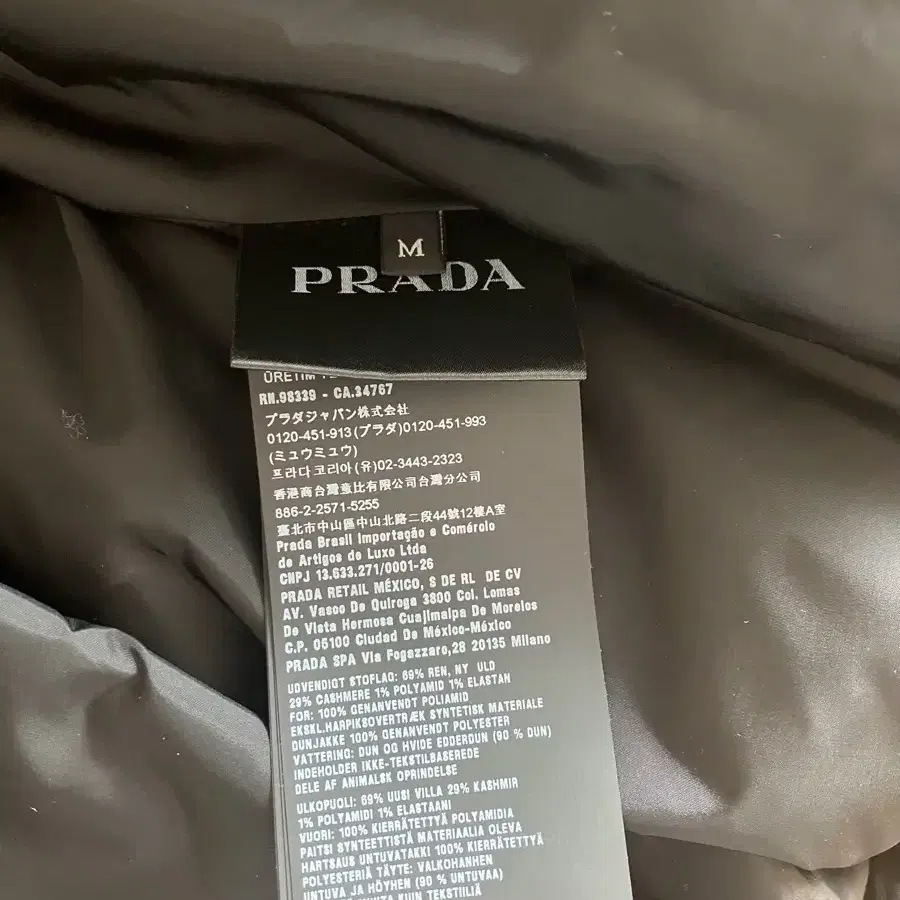 M
PRADA
ÜRETİM
RN.98339 - CA.34767
プラダジャパン株式会社
0120-451-913(プラダ)0120-451-993
(ミュウミュウ)
프라다코리아(유)02-3443-2323
香港商台灣意比有限公司台灣分公司
886-2-2571-5255
臺北市中山區中山北路二段44號12樓A室
Prada Brasil Importação e Comérolo
de Artigos de Luxo Ltda
CNPJ 13.633.271/0001-26
PRADA RETAIL MÉXICO, S DE RL DE CV
AV. Vasco De Quiroga 3800 Col. Lomas
De Vista Hermosa Cuajimalpa De Morelos
C.P. 05100 Ciudad De México-México
PRADA SPA Via Fogazzaro,28 20135 Milano
UDVENDIGT STOFLAG: 69% REN, NY ULD
29% CASHMERE 1% POLYAMID 1% ELASTAN
FOR: 100% GENANVENDT POLIAMID
EKSKL.HARPIKSOVERTRÆK SYNTETISK MATERIALE
DUNJAKKE 100% GENANVENDT POLYESTER
VATTERING: DUN OG HVIDE EDDERDUN (90 % DUN)
INDEHOLDER IKKE-TEKSTILBASEREDE
DELE AF ANIMALSK OPRINDELSE
ULKOPUOLI: 69% UUSI VILLA 29% KASHMIR
1% POLYAMIDI 1% ELASTAANI
VUORI: 100% KIERRÄTETTYÄ POLYAMIDIA
PAITSI SYNTEETTISTÄ MATERIAALIA OLEVA
HARTSAUS UNTUVATAKKI 100% KIERRÄTETTYÄ
POLYESTERIÄ TÄYTE: VALKOHANHEN
UNTUVA JA HÖYHEN (90 % UNTUVAA)
KUIN TEKSTIILIÄ